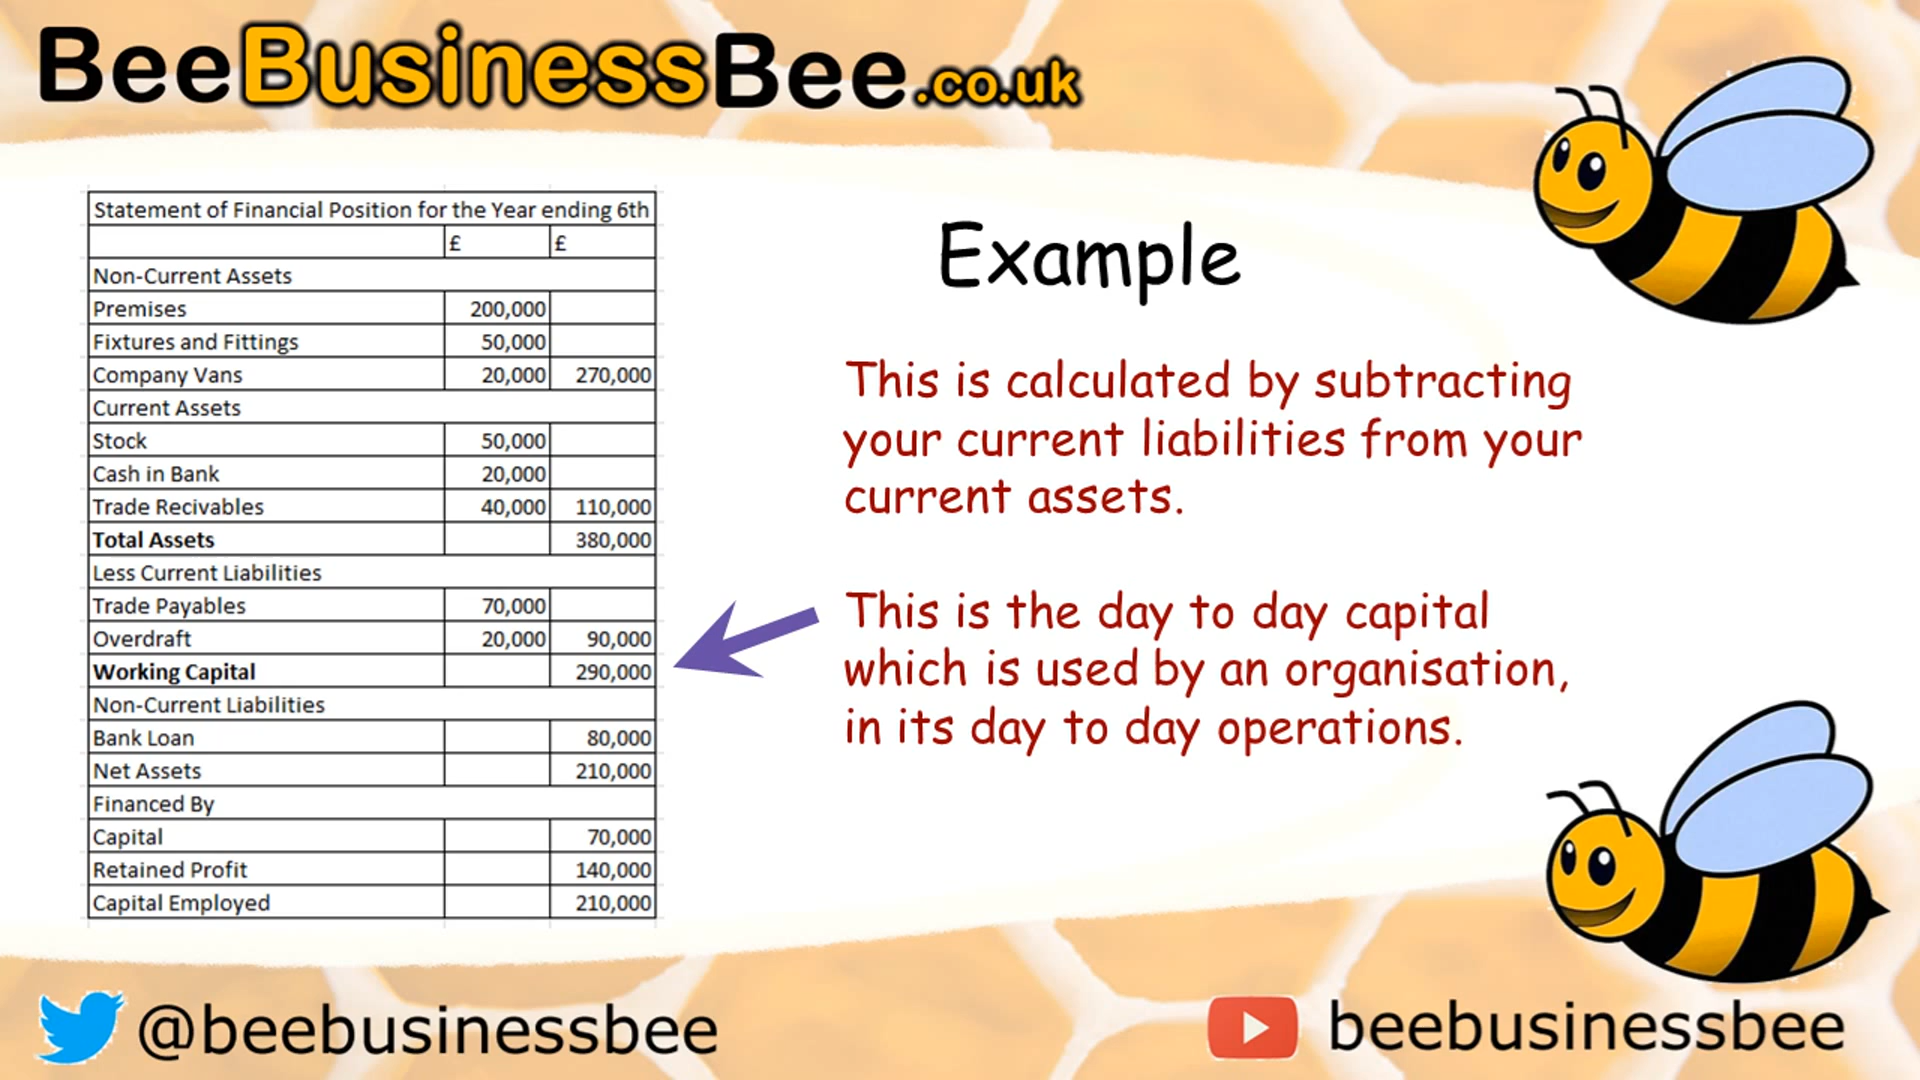 BeeBusinessBee.co.uk
Statement of Financial Position for the Year ending 6th
£ £
Non-Current Assets
Premises 200,000
Fixtures and Fittings 50,000
Company Vans 20,000 270,000
Current Assets
Stock 50,000
Cash in Bank 20,000
Trade Recivables 40,000 110,000
Total Assets 380,000
Less Current Liabilities
Trade Payables 70,000
Overdraft 20,000 90,000
Working Capital 290,000
Non-Current Liabilities
Bank Loan 80,000
Net Assets 210,000
Financed By
Capital 70,000
Retained Profit 140,000
Capital Employed 210,000
Example
This is calculated by subtracting
your current liabilities from your
current assets.
This is the day to day capital
which is used by an organisation,
in its day to day operations.
@beebusinessbee
beebusinessbee